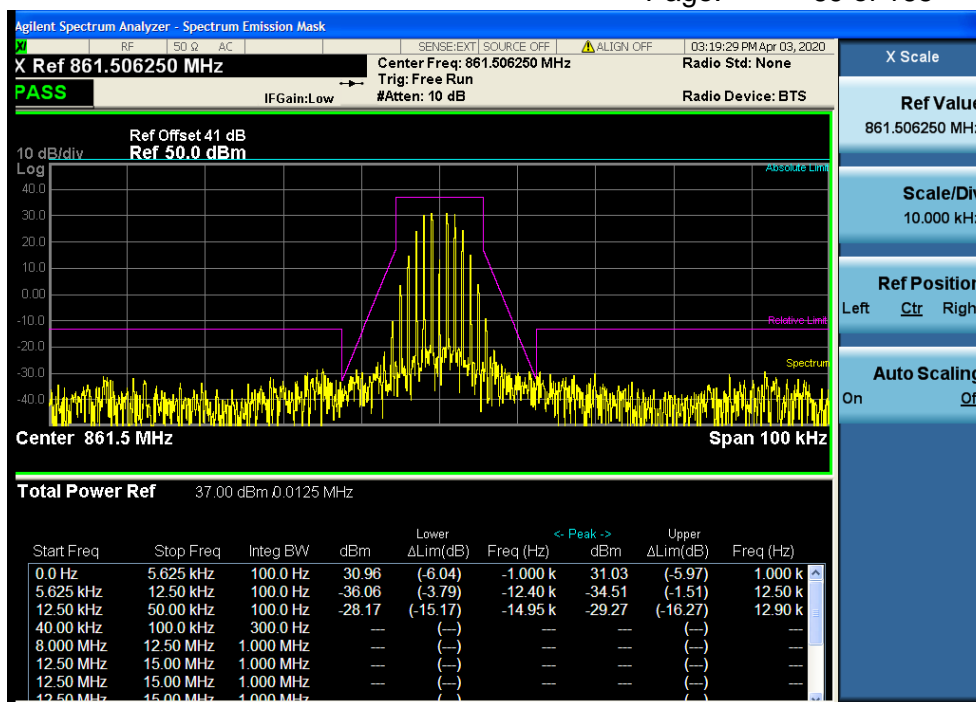 Agilent Spectrum Analyzer - Spectrum Emission Mask
RF 50 Ω AC SENSE:EXT SOURCE OFF ALIGN OFF 03:19:29 PM Apr 03, 2020
X Ref 861.506250 MHz Center Freq: 861.506250 MHz Radio Std: None
Trig: Free Run
PASS IFGain:Low #Atten: 10 dB Radio Device: BTS
Ref Offset 41 dB
10 dB/div Ref 50.0 dBm
Log
Absolute Limit
40.0
30.0
20.0
10.0
0.00
-10.0
Relative Limit
-20.0
-30.0
Spectrum
-40.0
Center 861.5 MHz Span 100 kHz
Total Power Ref 37.00 dBm / 0.0125 MHz
Lower <- Peak -> Upper
Start Freq Stop Freq Integ BW dBm ΔLim(dB) Freq (Hz) dBm ΔLim(dB) Freq (Hz)
0.0 Hz 5.625 kHz 100.0 Hz 30.96 (-6.04) -1.000 k 31.03 (-5.97) 1.000 k
5.625 kHz 12.50 kHz 100.0 Hz -36.06 (-3.79) -12.40 k -34.51 (-1.51) 12.50 k
12.50 kHz 50.00 kHz 100.0 Hz -28.17 (-15.17) -14.95 k -29.27 (-16.27) 12.90 k
40.00 kHz 100.0 kHz 300.0 Hz --- (---) --- --- (---) ---
8.000 MHz 12.50 MHz 1.000 MHz --- (---) --- --- (---) ---
12.50 MHz 15.00 MHz 1.000 MHz --- (---) --- --- (---) ---
12.50 MHz 15.00 MHz 1.000 MHz --- (---) --- --- (---) ---
12.50 MHz 15.00 MHz 1.000 MHz
X Scale
Ref Value
861.506250 MHz
Scale/Div
10.000 kHz
Ref Position
Left Ctr Righ
Auto Scaling
On Of